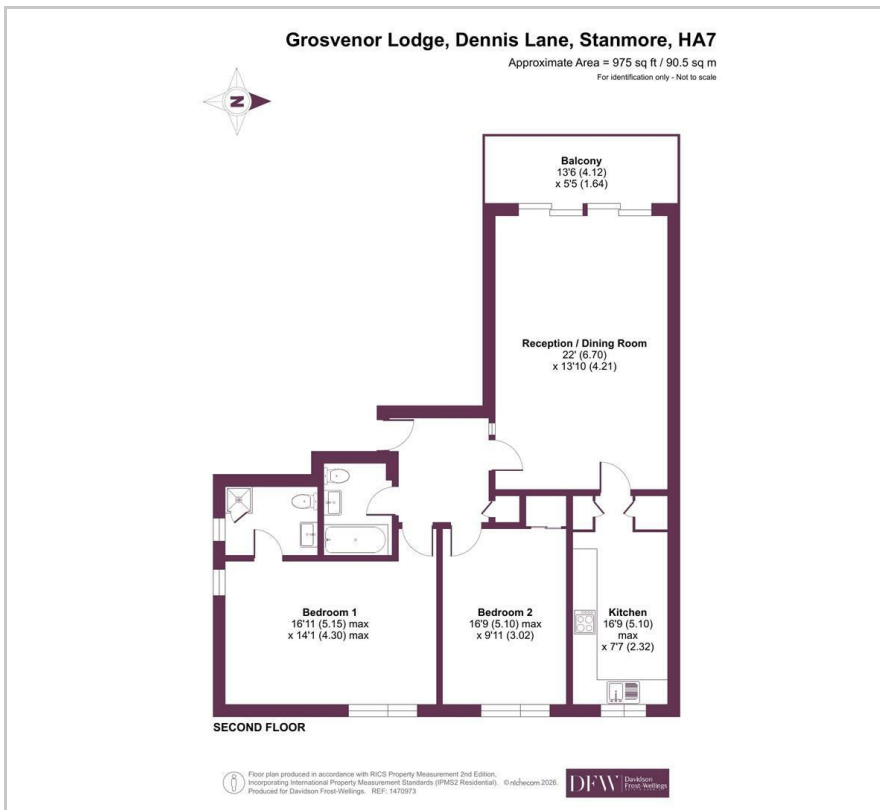 Grosvenor Lodge, Dennis Lane, Stanmore, HA7
Approximate Area = 975 sq ft / 90.5 sq m
For identification only - Not to scale
N
Balcony
13'6 (4.12)
x 5'5 (1.64)
Reception / Dining Room
22' (6.70)
x 13'10 (4.21)
Bedroom 1
16'11 (5.15) max
x 14'1 (4.30) max
Bedroom 2
16'9 (5.10) max
x 9'11 (3.02)
Kitchen
16'9 (5.10)
max
x 7'7 (2.32)
SECOND FLOOR
Floor plan produced in accordance with RICS Property Measurement 2nd Edition,
Incorporating International Property Measurement Standards (IPMS2 Residential). © ntchecom 2026.
Produced for Davidson Frost-Wellings. REF: 1470973
DFW
Davidson
Frost-Wellings